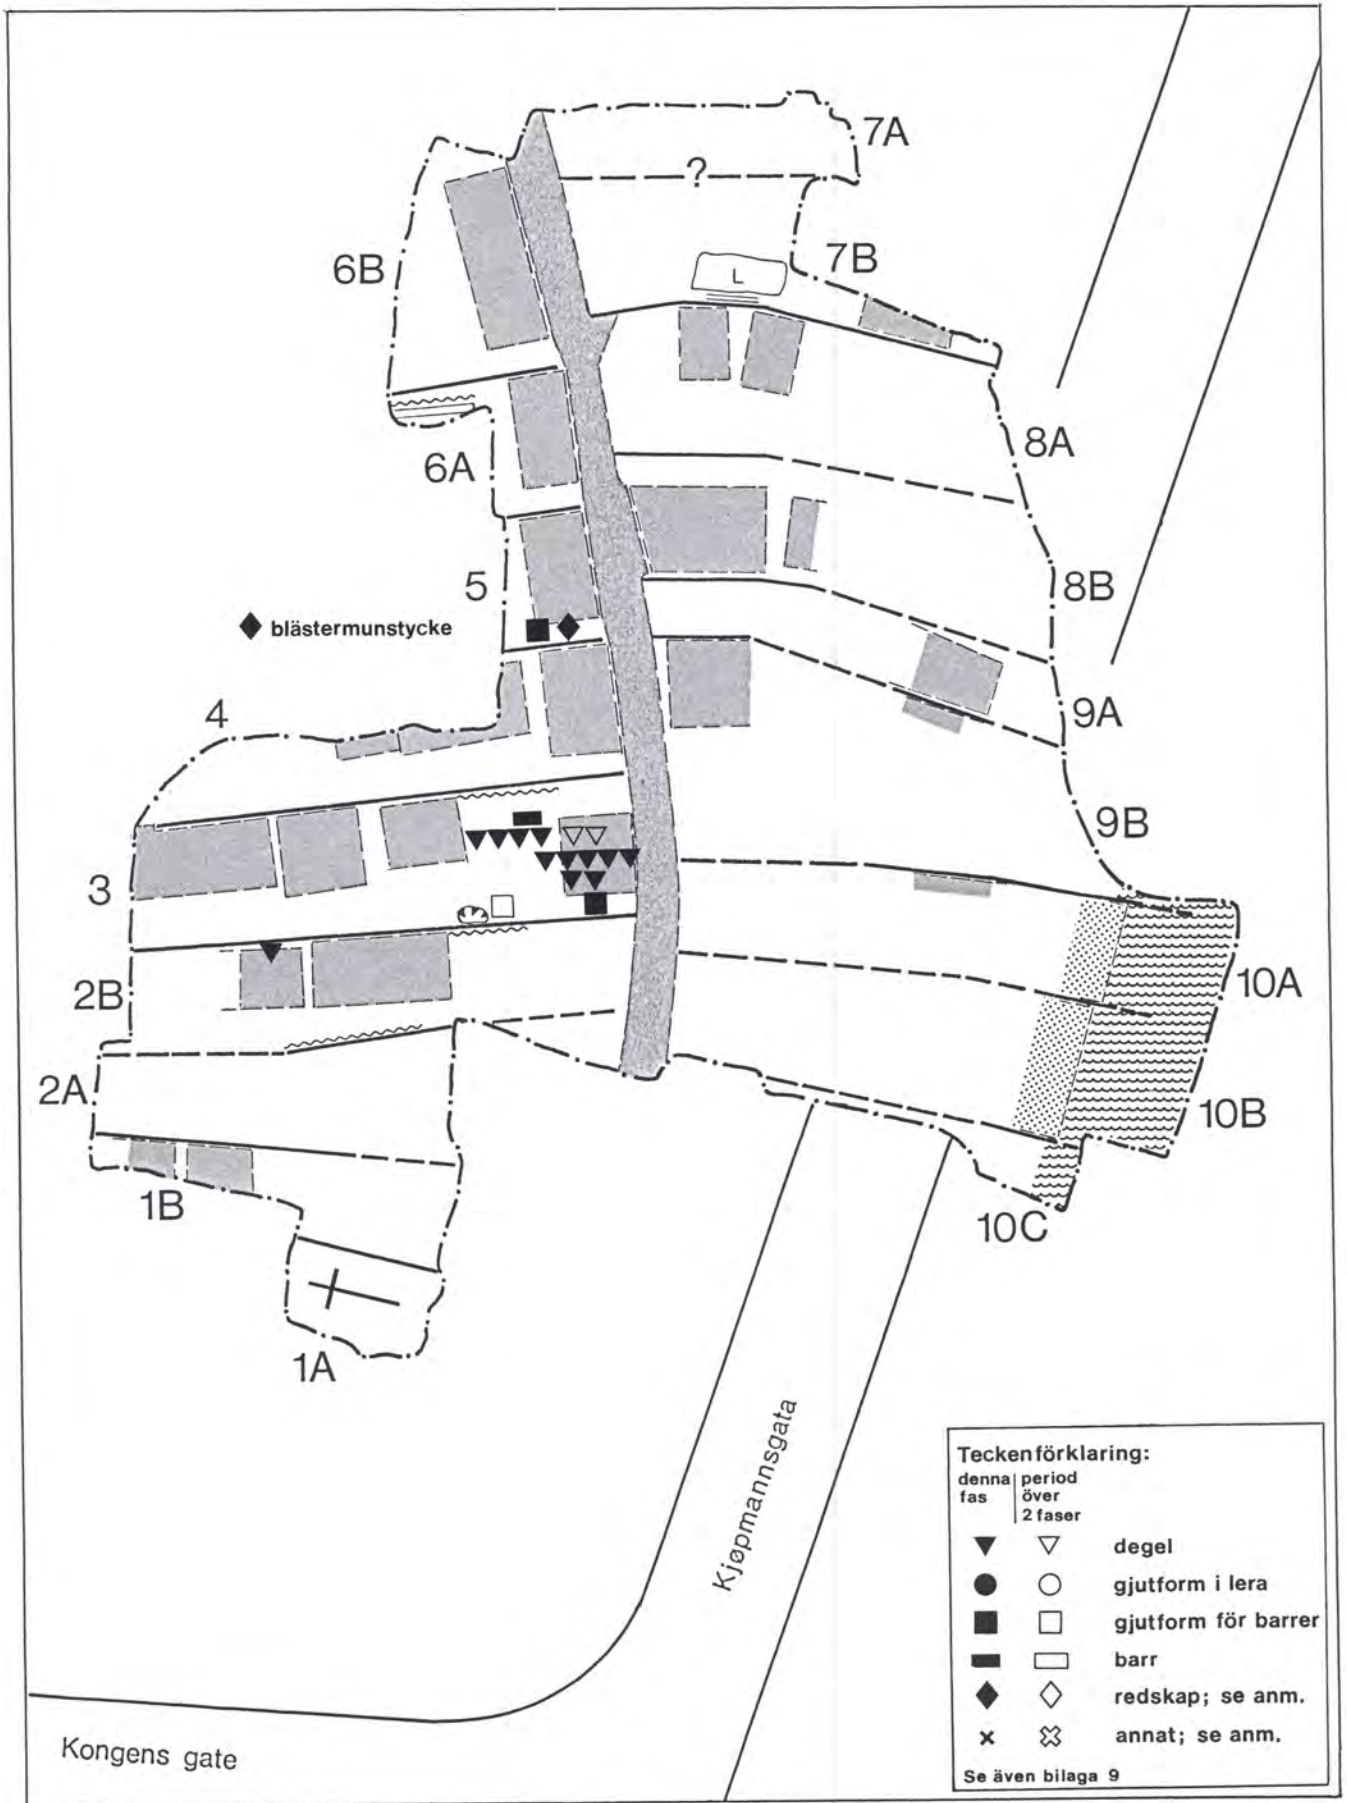 7A
?
7B
6B
L
8A
6A
5
8B
blästermunstycke
4
9A
9B
3
2B
10A
2A
10B
1B
10C
1A
Kjøpmannsgata
Kongens gate
Teckenförklaring:
denna fas
period över 2 faser
degel
gjutform i lera
gjutform för barrer
barr
redskap; se anm.
annat; se anm.
Se även bilaga 9